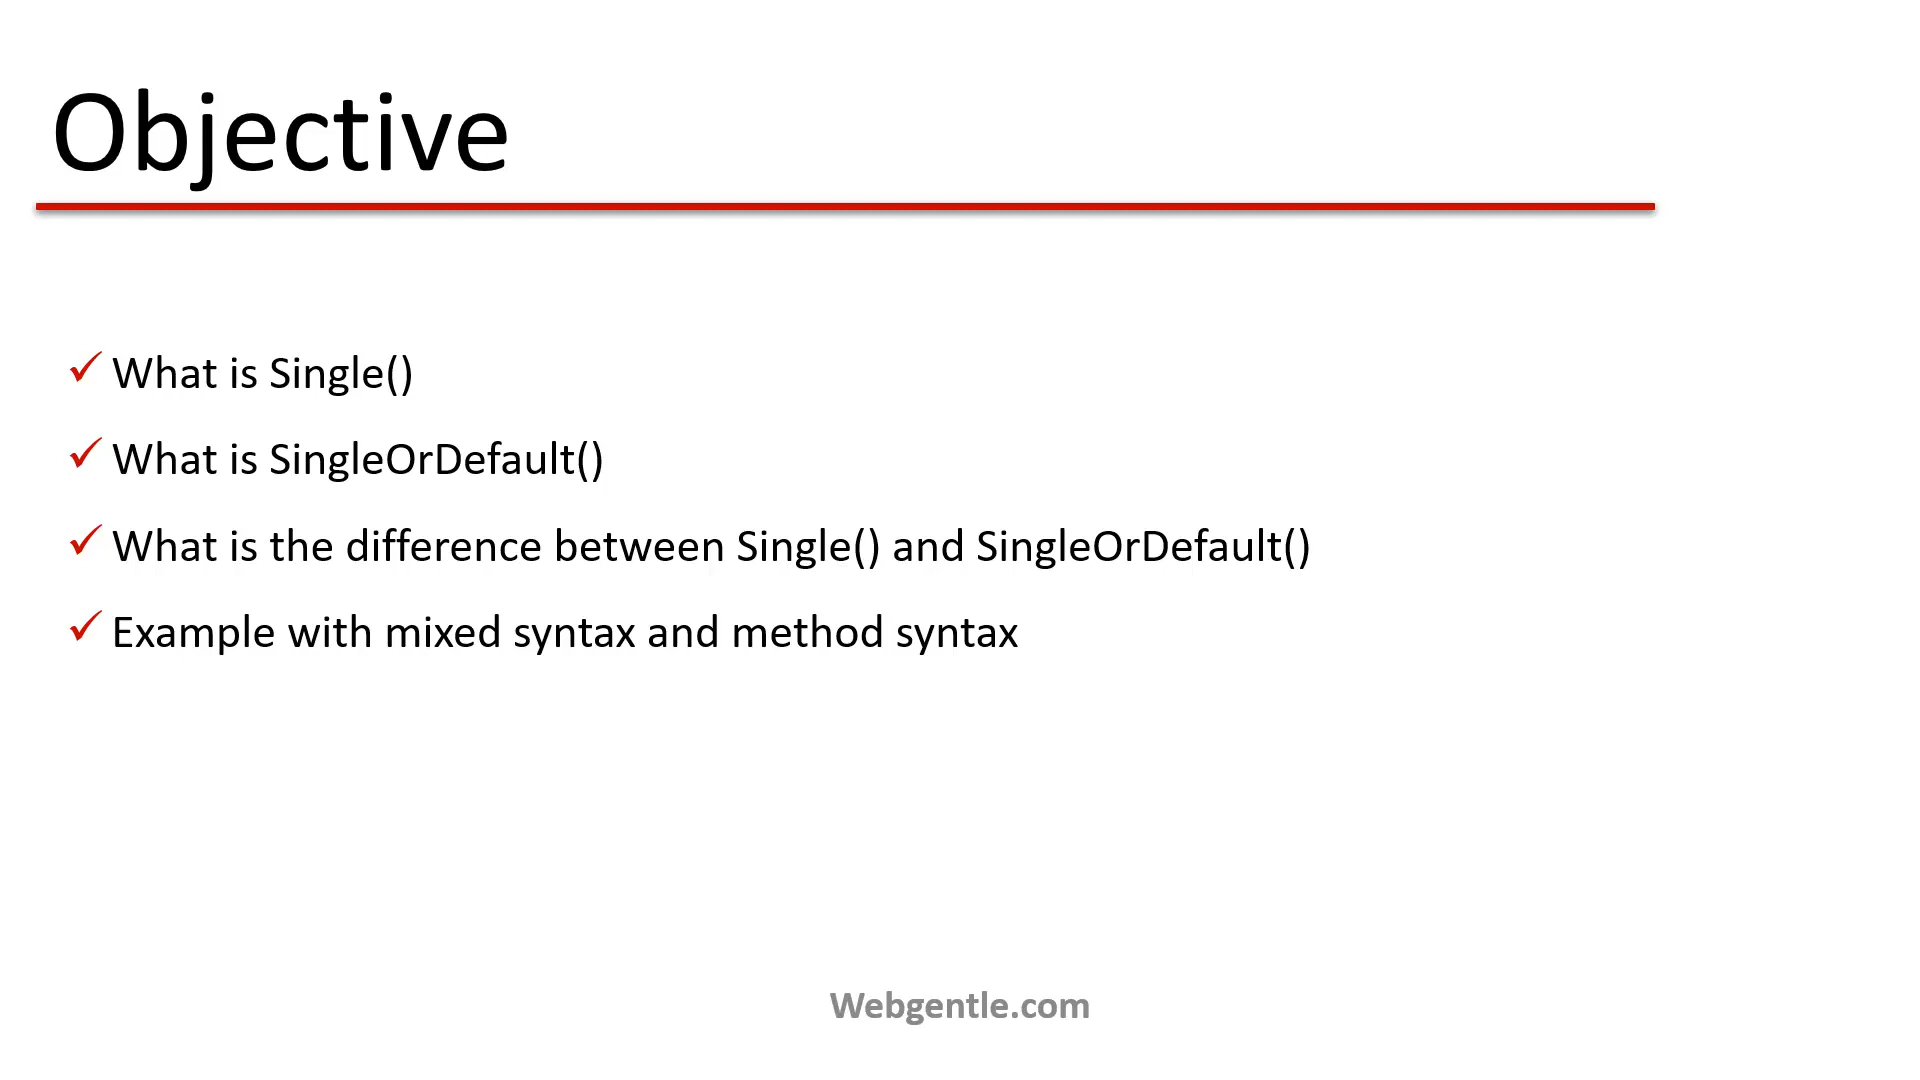 Objective
What is Single()
What is SingleOrDefault()
What is the difference between Single() and SingleOrDefault()
Example with mixed syntax and method syntax
Webgentle.com